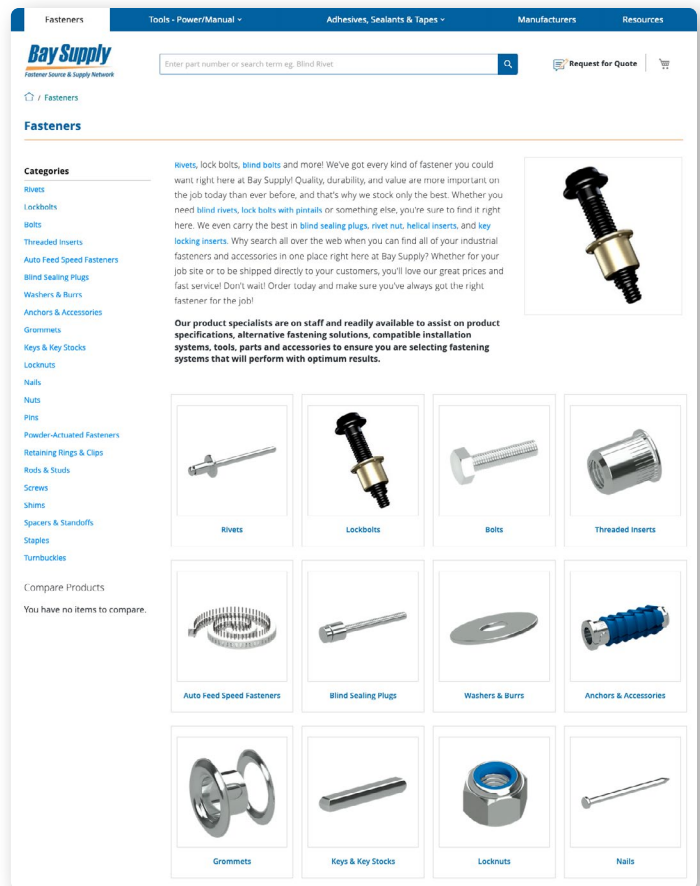 Fasteners
Tools - Power/Manual
Adhesives, Sealants & Tapes
Manufacturers
Resources
Bay Supply
Fastener Source & Supply Network
Enter part number or search term eg. Blind Rivet
Request for Quote
/ Fasteners
Fasteners
Categories
Rivets
Lockbolts
Bolts
Threaded Inserts
Auto Feed Speed Fasteners
Blind Sealing Plugs
Washers & Burrs
Anchors & Accessories
Grommets
Keys & Key Stocks
Locknuts
Nails
Nuts
Pins
Powder-Actuated Fasteners
Retaining Rings & Clips
Rods & Studs
Screws
Shims
Spacers & Standoffs
Staples
Turnbuckles
Compare Products
You have no items to compare.
Rivets, lock bolts, blind bolts and more! We've got every kind of fastener you could
want right here at Bay Supply! Quality, durability, and value are more important on
the job today than ever before, and that's why we stock only the best. Whether you
need blind rivets, lock bolts with pintails or something else, you're sure to find it right
here. We even carry the best in blind sealing plugs, rivet nut, helical inserts, and key
locking inserts. Why search all over the web when you can find all of your industrial
fasteners and accessories in one place right here at Bay Supply? Whether for your
job site or to be shipped directly to your customers, you'll love our great prices and
fast service! Don't wait! Order today and make sure you've always got the right
fastener for the job!
Our product specialists are on staff and readily available to assist on product
specifications, alternative fastening solutions, compatible installation
systems, tools, parts and accessories to ensure you are selecting fastening
systems that will perform with optimum results.
Rivets
Lockbolts
Bolts
Threaded Inserts
Auto Feed Speed Fasteners
Blind Sealing Plugs
Washers & Burrs
Anchors & Accessories
Grommets
Keys & Key Stocks
Locknuts
Nails